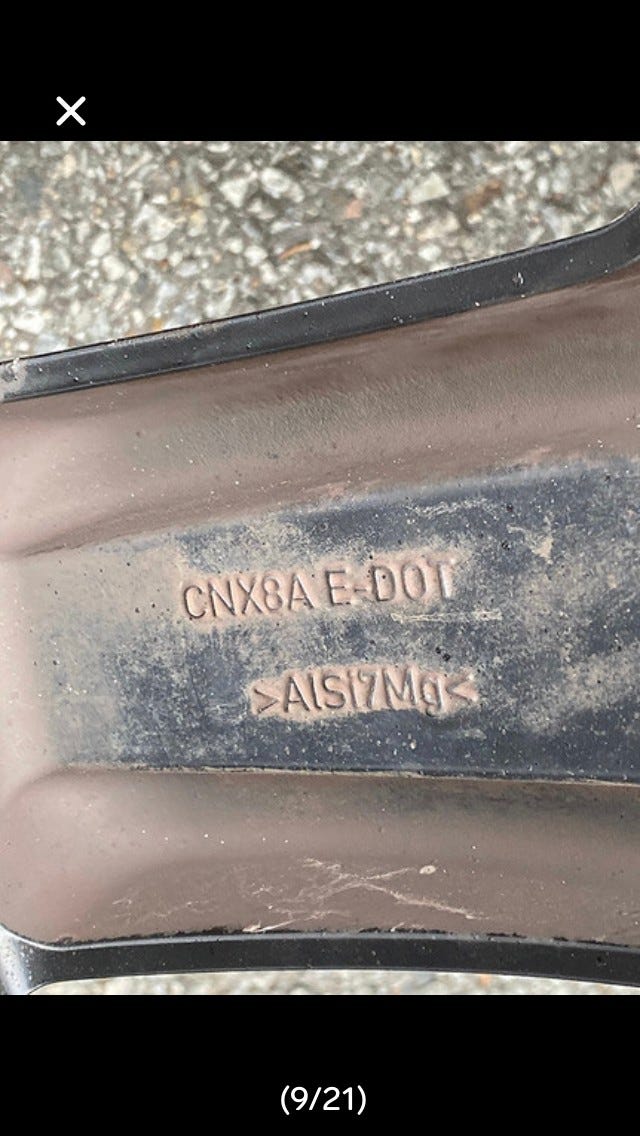 CNX8A E-DOT
>AlSi7Mg<
(9/21)